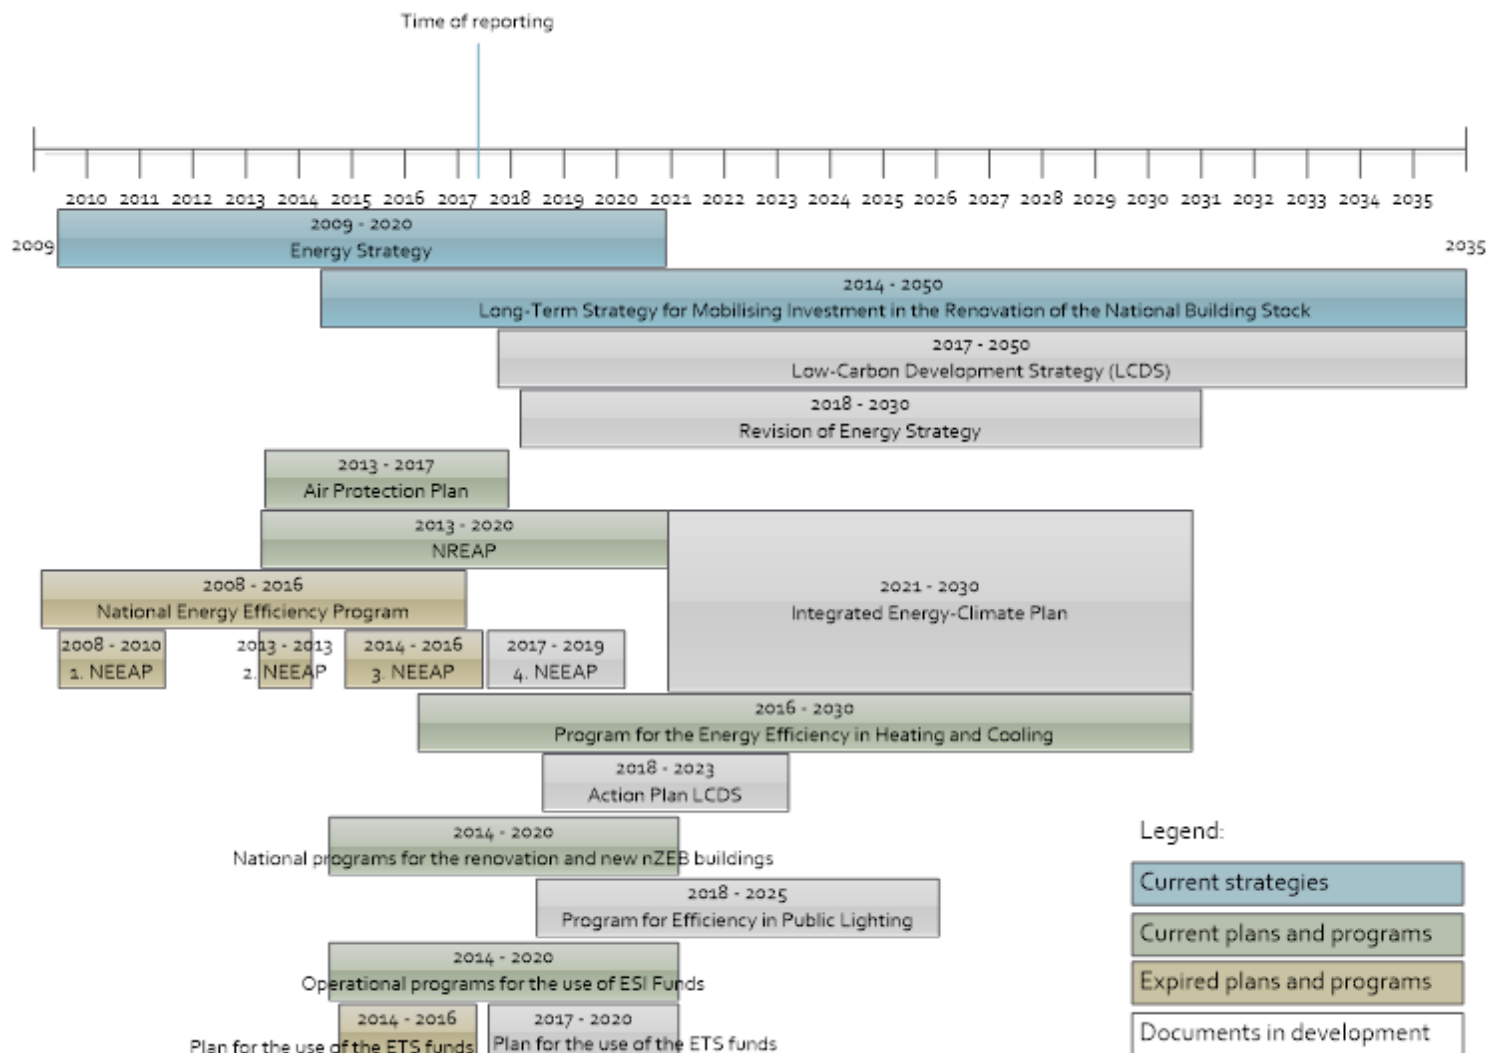 Time of reporting
2010 2011 2012 2013 2014 2015 2016 2017 2018 2019 2020 2021 2022 2023 2024 2025 2026 2027 2028 2029 2030 2031 2032 2033 2034 2035
2009
2035
2009 - 2020
Energy Strategy
2014 - 2050
Long-Term Strategy for Mobilising Investment in the Renovation of the National Building Stock
2017 - 2050
Low-Carbon Development Strategy (LCDS)
2018 - 2030
Revision of Energy Strategy
2013 - 2017
Air Protection Plan
2013 - 2020
NREAP
2021 - 2030
Integrated Energy-Climate Plan
2008 - 2016
National Energy Efficiency Program
2008 - 2010
1. NEEAP
2013 - 2013
2. NEEAP
2014 - 2016
3. NEEAP
2017 - 2019
4. NEEAP
2016 - 2030
Program for the Energy Efficiency in Heating and Cooling
2018 - 2023
Action Plan LCDS
2014 - 2020
National programs for the renovation and new nZEB buildings
2018 - 2025
Program for Efficiency in Public Lighting
2014 - 2020
Operational programs for the use of ESI Funds
2014 - 2016
Plan for the use of the ETS funds
2017 - 2020
Plan for the use of the ETS funds
Legend:
Current strategies
Current plans and programs
Expired plans and programs
Documents in development